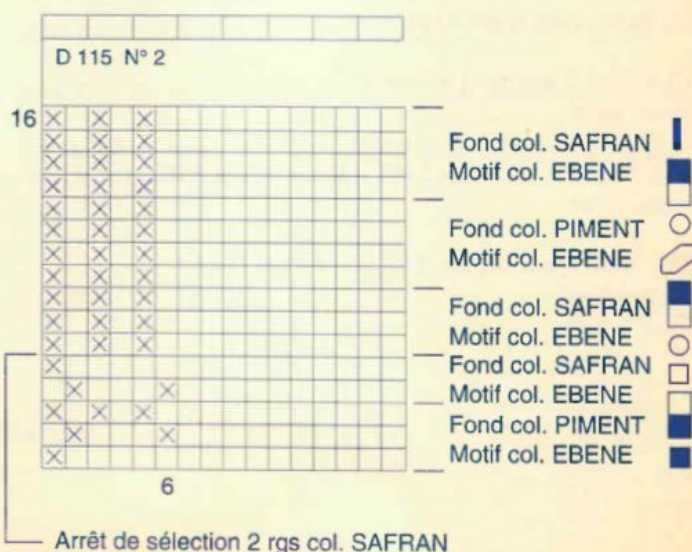 D 115 N° 2
16
Fond col. SAFRAN
Motif col. EBENE
Fond col. PIMENT
Motif col. EBENE
Fond col. SAFRAN
Motif col. EBENE
Fond col. SAFRAN
Motif col. EBENE
Fond col. PIMENT
Motif col. EBENE
6
Arrêt de sélection 2 rgs col. SAFRAN